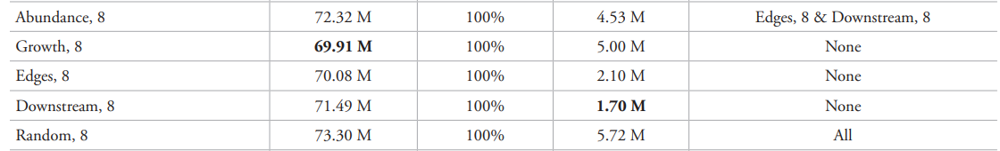 Abundance, 8 72.32 M 100% 4.53 M Edges, 8 & Downstream, 8
Growth, 8 69.91 M 100% 5.00 M None
Edges, 8 70.08 M 100% 2.10 M None
Downstream, 8 71.49 M 100% 1.70 M None
Random, 8 73.30 M 100% 5.72 M All